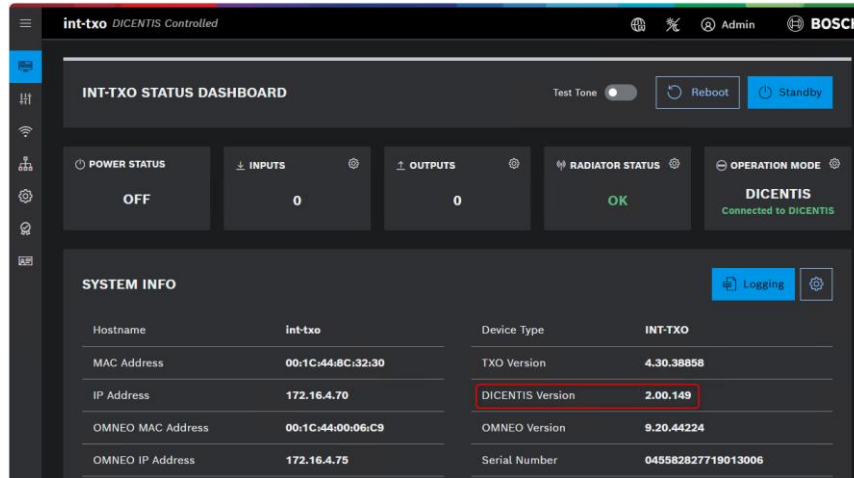 int-txo DICENTIS Controlled
Admin
BOSCH
INT-TXO STATUS DASHBOARD
Test Tone
Reboot
Standby
POWER STATUS
OFF
INPUTS
0
OUTPUTS
0
RADIATOR STATUS
OK
OPERATION MODE
DICENTIS
Connected to DICENTIS
SYSTEM INFO
Logging
Hostname int-txo Device Type INT-TXO
MAC Address 00:1C:44:8C:32:30 TXO Version 4.30.38858
IP Address 172.16.4.70 DICENTIS Version 2.00.149
OMNEO MAC Address 00:1C:44:00:06:C9 OMNEO Version 9.20.44224
OMNEO IP Address 172.16.4.75 Serial Number 045582827719013006